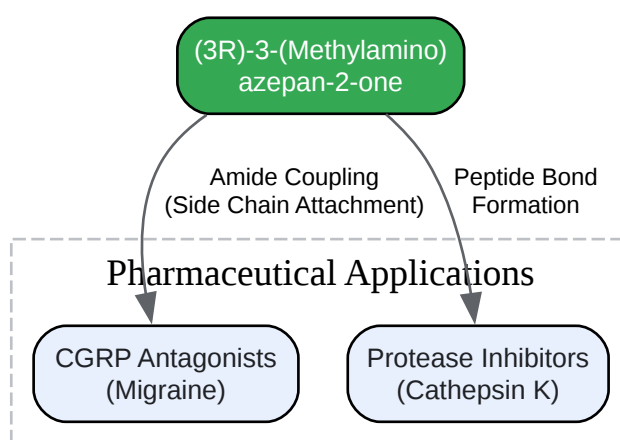 (3R)-3-(Methylamino)
azepan-2-one
Amide Coupling
(Side Chain Attachment)
Peptide Bond
Formation
Pharmaceutical Applications
CGRP Antagonists
(Migraine)
Protease Inhibitors
(Cathepsin K)